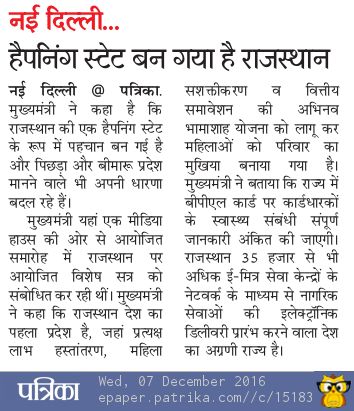 नई दिल्ली...
हैपनिंग स्टेट बन गया है राजस्थान
नई दिल्ली @ पत्रिका.
मुख्यमंत्री ने कहा है कि
राजस्थान की एक हैपनिंग स्टेट
के रूप में पहचान बन गई है
और पिछड़ा और बीमारू प्रदेश
मानने वाले भी अपनी धारणा
बदल रहे हैं।
मुख्यमंत्री यहां एक मीडिया
हाउस की ओर से आयोजित
समारोह में राजस्थान पर
आयोजित विशेष सत्र को
संबोधित कर रही थीं। मुख्यमंत्री
ने कहा कि राजस्थान देश का
पहला प्रदेश है, जहां प्रत्यक्ष
लाभ हस्तांतरण, महिला
सशक्तीकरण व वित्तीय
समावेशन की अभिनव
भामाशाह योजना को लागू कर
महिलाओं को परिवार का
मुखिया बनाया गया है।
मुख्यमंत्री ने बताया कि राज्य में
बीपीएल कार्ड पर कार्डधारकों
के स्वास्थ्य संबंधी संपूर्ण
जानकारी अंकित की जाएगी।
राजस्थान 35 हजार से भी
अधिक ई-मित्र सेवा केन्द्रों के
नेटवर्क के माध्यम से नागरिक
सेवाओं की इलेक्ट्रॉनिक
डिलीवरी प्रारंभ करने वाला देश
का अग्रणी राज्य है।
पत्रिका
Wed, 07 December 2016
epaper.patrika.com//c/15183